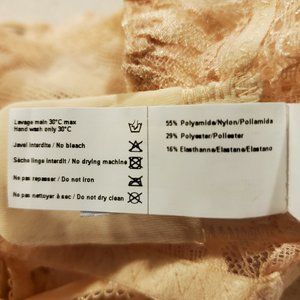 Lavage main 30°C max
Hand wash only 30°C
Javel interdite / No bleach
Sèche linge interdit / No drying machine
Ne pas repasser / Do not iron
Ne pas nettoyer à sec / Do not dry clean
55% Polyamide/Nylon/Poliamida
29% Polyester/Poliester
16% Elasthanne/Elastane/Elastano